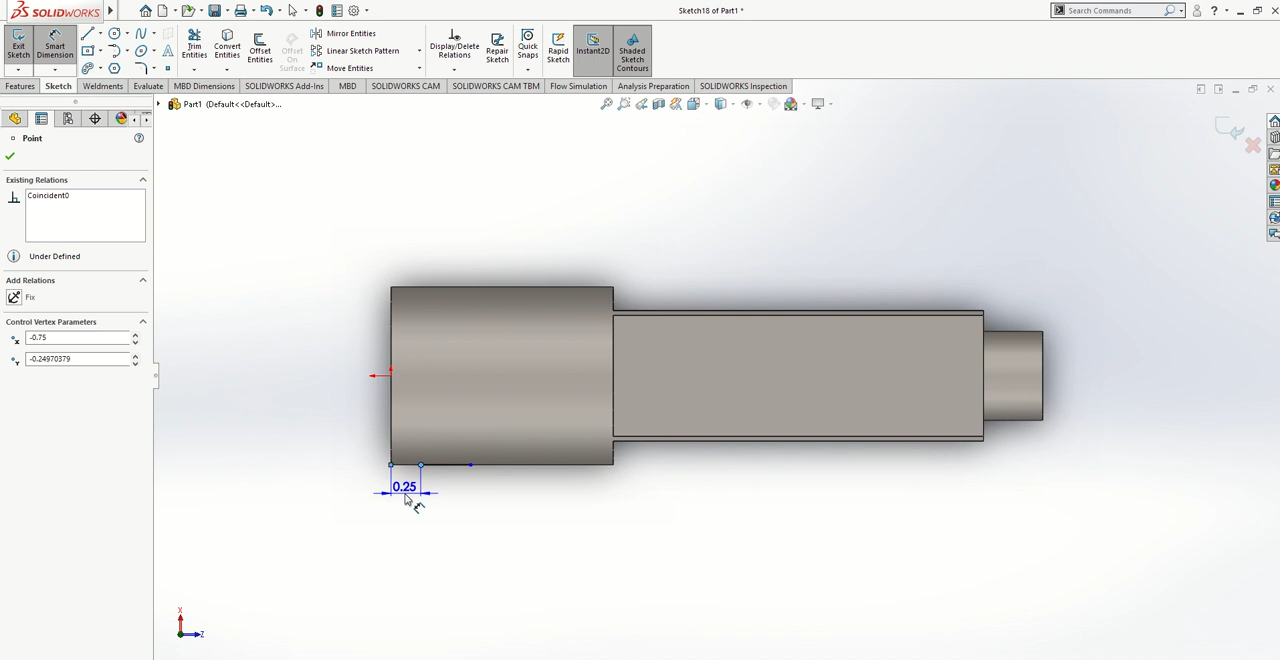 SOLIDWORKS
Sketch18 of Part1 *
Search Commands
Exit Sketch
Smart Dimension
Trim Entities
Convert Entities
Offset Entities
Offset On Surface
Mirror Entities
Linear Sketch Pattern
Move Entities
Display/Delete Relations
Repair Sketch
Quick Snaps
Rapid Sketch
Instant2D
Shaded Sketch Contours
Features
Sketch
Weldments
Evaluate
MBD Dimensions
SOLIDWORKS Add-Ins
MBD
SOLIDWORKS CAM
SOLIDWORKS CAM TBM
Flow Simulation
Analysis Preparation
SOLIDWORKS Inspection
Part1 (Default<<Default>...
Point
Existing Relations
Coincident0
Under Defined
Add Relations
Fix
Control Vertex Parameters
X
-0.75
Y
-0.24970379
0.25
X
Z